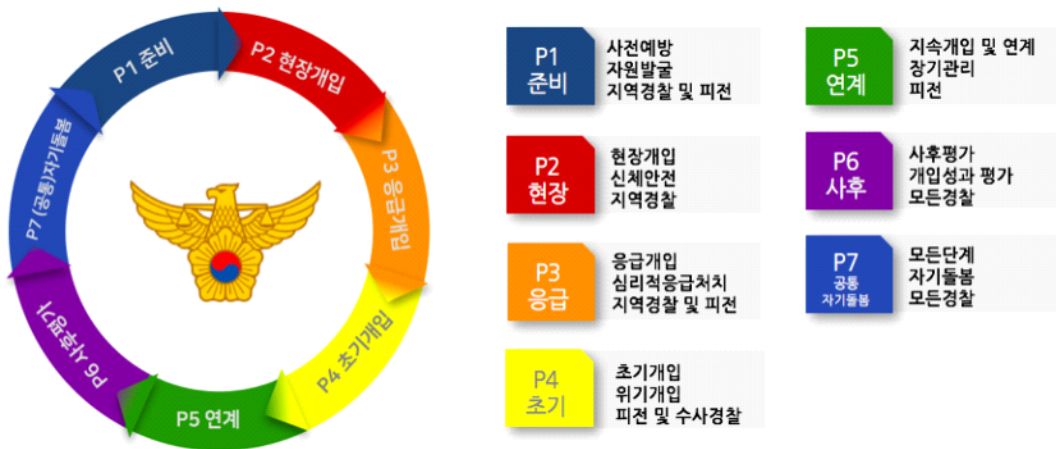 P1 준비
P2 현장개입
P3 응급개입
P4 초기개입
P5 연계
P6 사후평가
P7 (공통)자기돌봄
P1
준비
사전예방
자원발굴
지역경찰 및 피전
P2
현장
현장개입
신체안전
지역경찰
P3
응급
응급개입
심리적응급처치
지역경찰 및 피전
P4
초기
초기개입
위기개입
피전 및 수사경찰
P5
연계
지속개입 및 연계
장기관리
피전
P6
사후
사후평가
개입성과 평가
모든경찰
P7
공통
자기돌봄
모든단계
자기돌봄
모든경찰